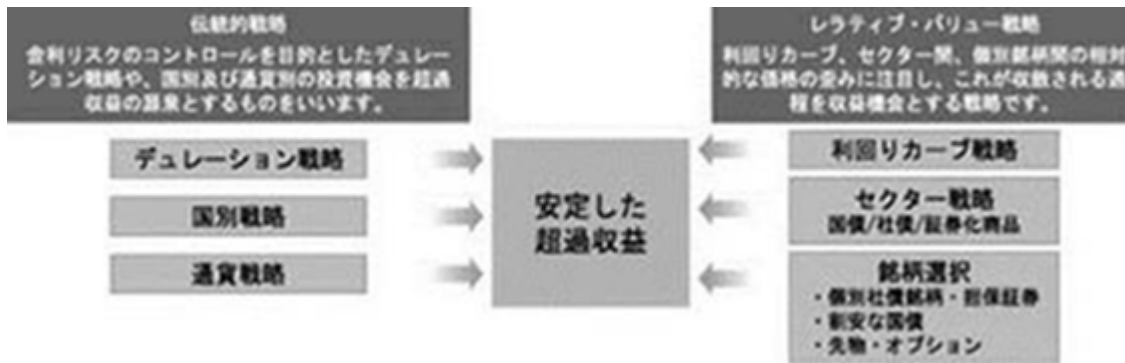 伝統的戦略
金利リスクのコントロールを目的としたデュレー
ション戦略や、国別及び通貨別の投資機会を超過
収益の源泉とするものをいいます。
デュレーション戦略
国別戦略
通貨戦略
安定した
超過収益
レラティブ・バリュー戦略
利回りカーブ、セクター間、個別銘柄間の相対
的な価格の歪みに注目し、これが収斂される過
程を収益機会とする戦略です。
利回りカーブ戦略
セクター戦略
国債/社債/証券化商品
銘柄選択
・個別社債銘柄・担保証券
・割安な国債
・先物・オプション